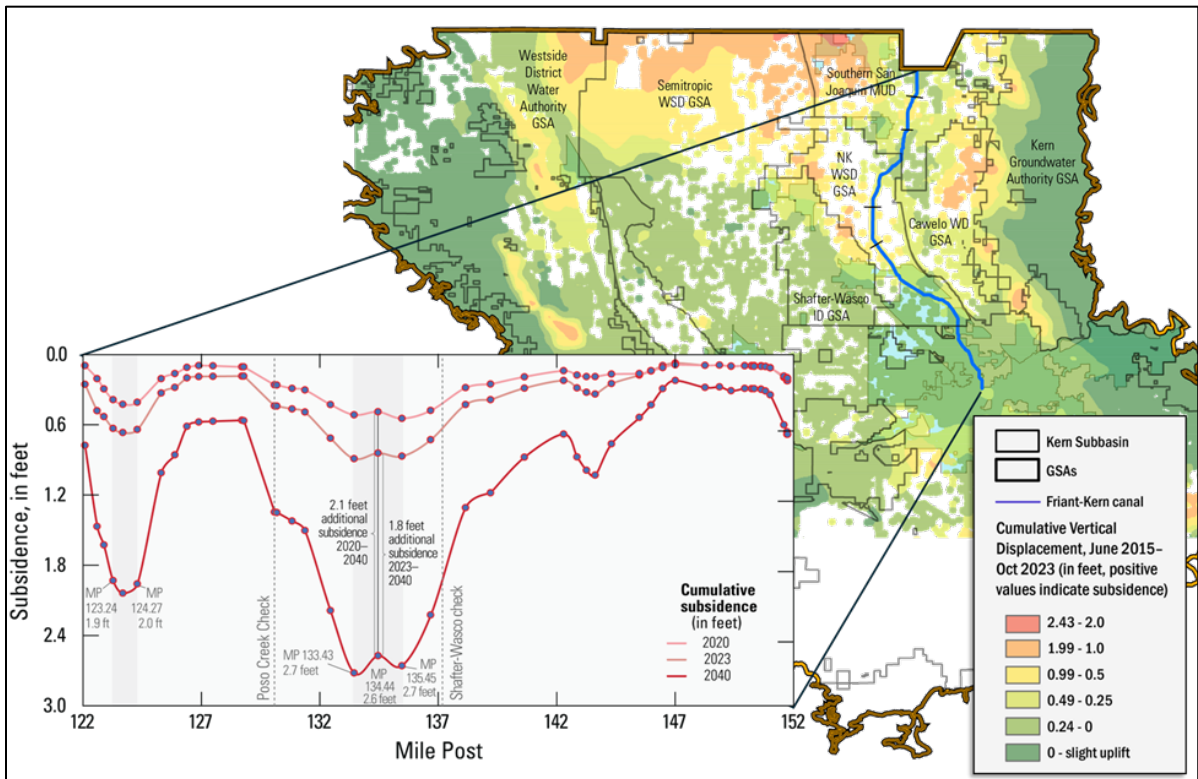 Westside
District
Water
Authority
GSA
Semitropic
WSD GSA
Southern San
Joaquin MUD
NK
WSD
GSA
Kern
Groundwater
Authority GSA
Cawelo WD
GSA
Shafter-Wasco
ID GSA
Subsidence, in feet
0.0
0.6
1.2
1.8
2.4
3.0
MP
123.24
1.9 ft
MP
124.27
2.0 ft
Poso Creek Check
2.1 feet
additional
subsidence
2020–
2040
1.8 feet
additional
subsidence
2023–
2040
MP 133.43
2.7 feet
MP
134.44
2.6 feet
MP
135.45
2.7 feet
Shafter-Wasco check
Cumulative
subsidence
(in feet)
2020
2023
2040
122
127
132
137
142
147
152
Mile Post
Kern Subbasin
GSAs
Friant-Kern canal
Cumulative Vertical
Displacement, June 2015–
Oct 2023 (in feet, positive
values indicate subsidence)
2.43 - 2.0
1.99 - 1.0
0.99 - 0.5
0.49 - 0.25
0.24 - 0
0 - slight uplift